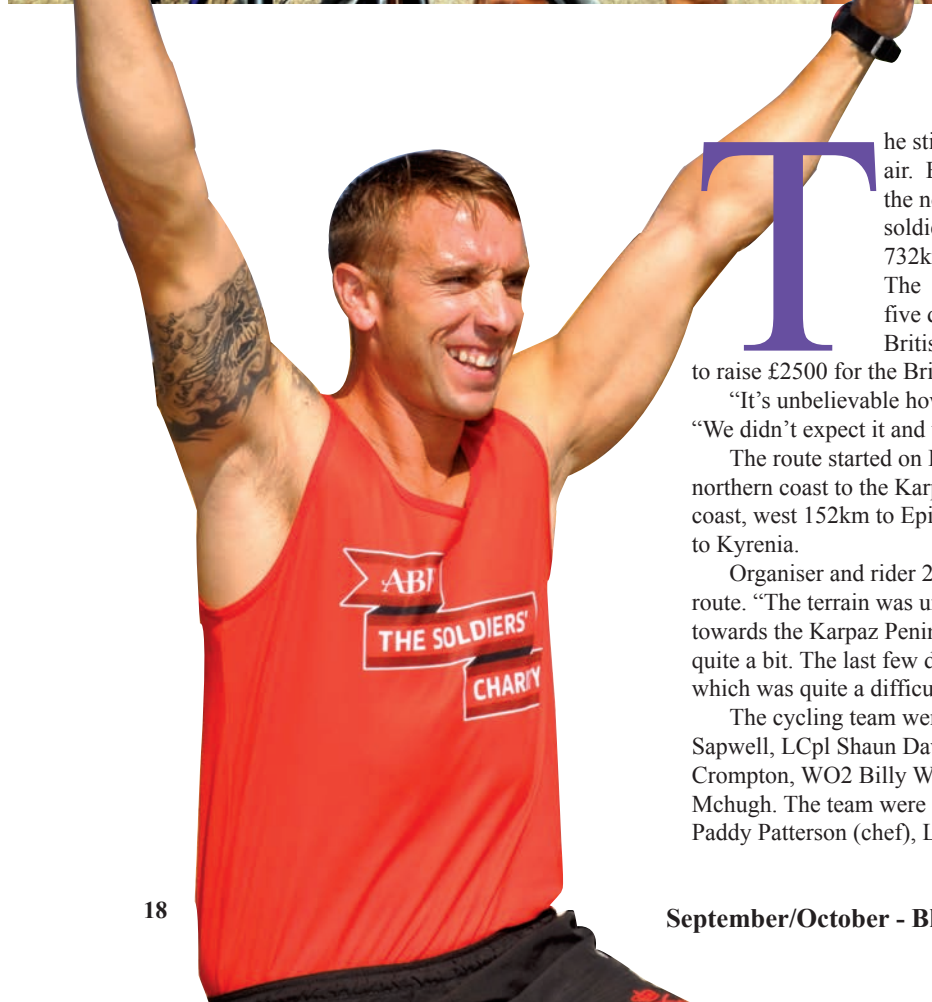 ABF
THE SOLDIERS'
CHARITY
The sti
air.
the n
soldi
732k
The
five
Britis
to raise £2500 for the Bri
“It’s unbelievable ho
“We didn’t expect it and
The route started on
northern coast to the Karp
coast, west 152km to Epi
to Kyrenia.
Organiser and rider 2
route. “The terrain was u
towards the Karpaz Penin
quite a bit. The last few d
which was quite a difficu
The cycling team wer
Sapwell, LCpl Shaun Da
Crompton, WO2 Billy W
Mchugh. The team were
Paddy Patterson (chef), L
18
September/October - Bl